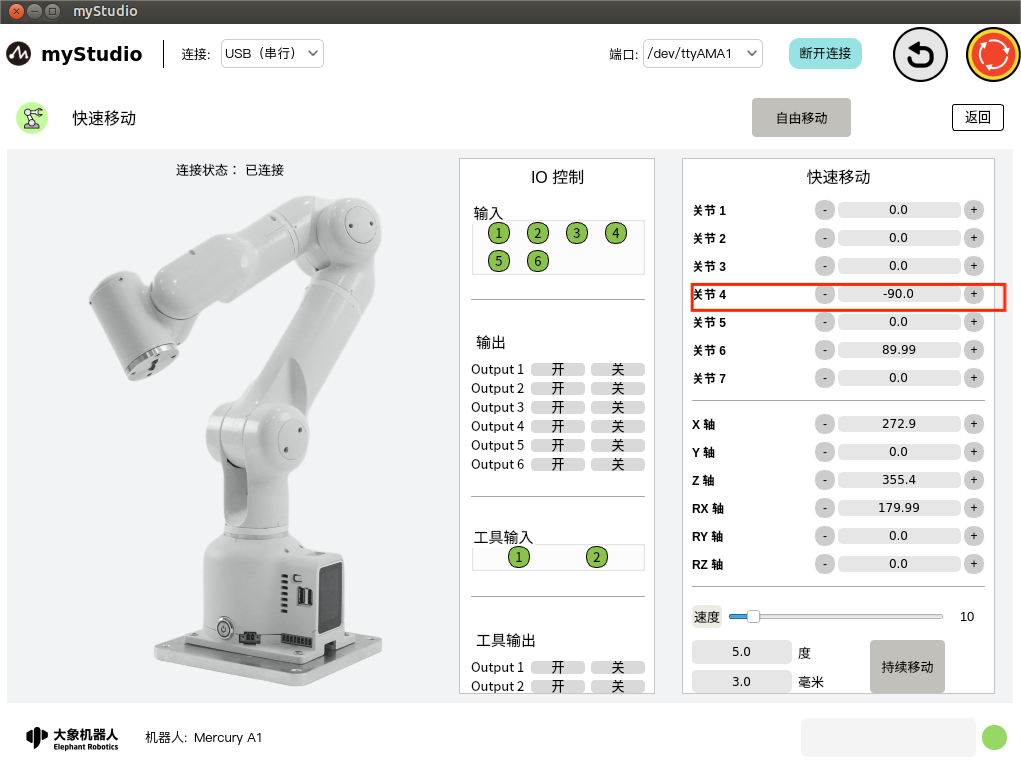 myStudio
myStudio 连接: USB（串行） 端口: /dev/ttyAMA1 断开连接
快速移动 自由移动 返回
连接状态： 已连接
IO 控制
输入
1 2 3 4
5 6
输出
Output 1 开 关
Output 2 开 关
Output 3 开 关
Output 4 开 关
Output 5 开 关
Output 6 开 关
工具输入
1 2
工具输出
Output 1 开 关
Output 2 开 关
快速移动
关节 1 - 0.0 +
关节 2 - 0.0 +
关节 3 - 0.0 +
关节 4 - -90.0 +
关节 5 - 0.0 +
关节 6 - 89.99 +
关节 7 - 0.0 +
X 轴 - 272.9 +
Y 轴 - 0.0 +
Z 轴 - 355.4 +
RX 轴 - 179.99 +
RY 轴 - 0.0 +
RZ 轴 - 0.0 +
速度 10
5.0 度
3.0 毫米
持续移动
大象机器人
Elephant Robotics
机器人: Mercury A1